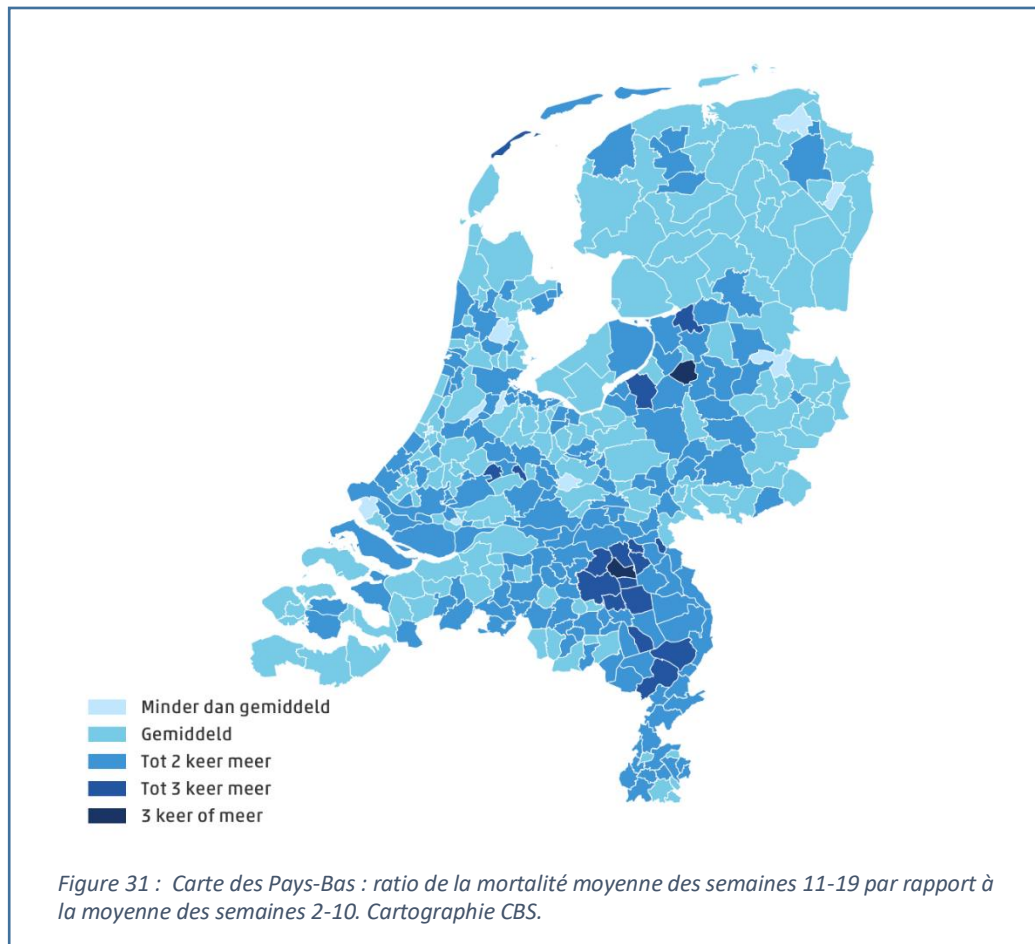 Minder dan gemiddeld
Gemiddeld
Tot 2 keer meer
Tot 3 keer meer
3 keer of meer
Figure 31 : Carte des Pays-Bas : ratio de la mortalité moyenne des semaines 11-19 par rapport à
la moyenne des semaines 2-10. Cartographie CBS.